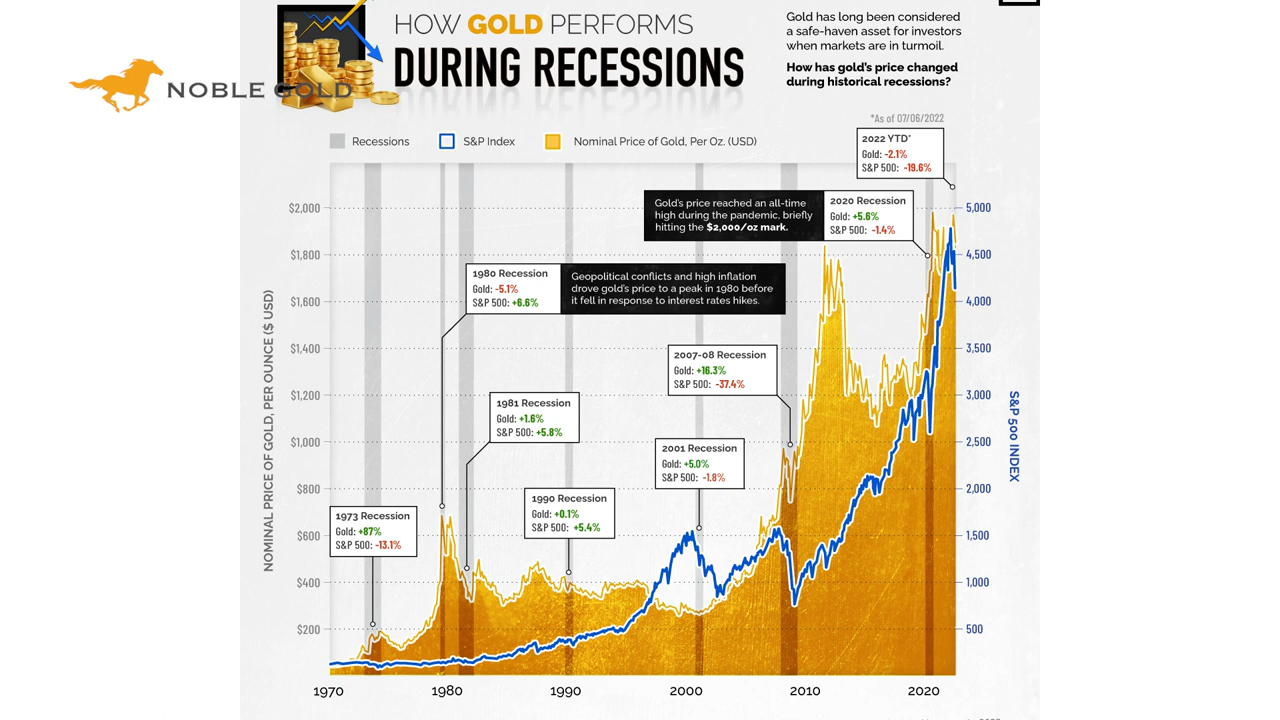 HOW GOLD PERFORMS
DURING RECESSIONS
NOBLE GOLD
Gold has long been considered
a safe-haven asset for investors
when markets are in turmoil.
How has gold's price changed
during historical recessions?
*As of 07/06/2022
Recessions
S&P Index
Nominal Price of Gold, Per Oz. (USD)
2022 YTD*
Gold: -2.1%
S&P 500: -19.6%
Gold's price reached an all-time
high during the pandemic, briefly
hitting the $2,000/oz mark.
2020 Recession
Gold: +5.6%
S&P 500: -1.4%
1980 Recession
Gold: -5.1%
S&P 500: +6.6%
Geopolitical conflicts and high inflation
drove gold's price to a peak in 1980 before
it fell in response to interest rates hikes.
2007-08 Recession
Gold: +16.3%
S&P 500: -37.4%
1981 Recession
Gold: +1.6%
S&P 500: +5.8%
2001 Recession
Gold: +5.0%
S&P 500: -1.8%
1990 Recession
Gold: +0.1%
S&P 500: +5.4%
1973 Recession
Gold: +87%
S&P 500: -13.1%
NOMINAL PRICE OF GOLD, PER OUNCE ($ USD)
$2,000
$1,800
$1,600
$1,400
$1,200
$1,000
$800
$600
$400
$200
5,000
4,500
4,000
3,500
3,000
2,500
2,000
1,500
1,000
500
S&P 500 INDEX
1970
1980
1990
2000
2010
2020